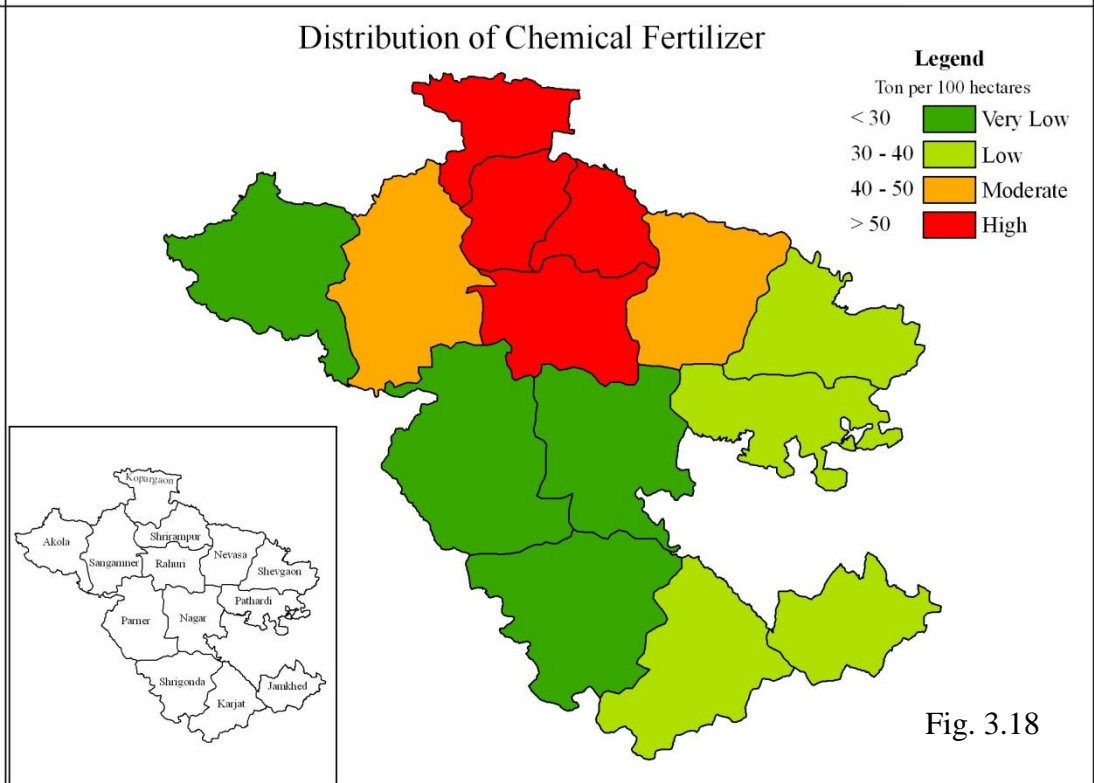 Distribution of Chemical Fertilizer
Legend
Ton per 100 hectares
< 30 Very Low
30 - 40 Low
40 - 50 Moderate
> 50 High
Kopargaon
Akola
Sangamner
Shrirampur
Rahuri
Nevasa
Shevgaon
Pathardi
Parner
Nagar
Shrigonda
Karjat
Jamkhed
Fig. 3.18